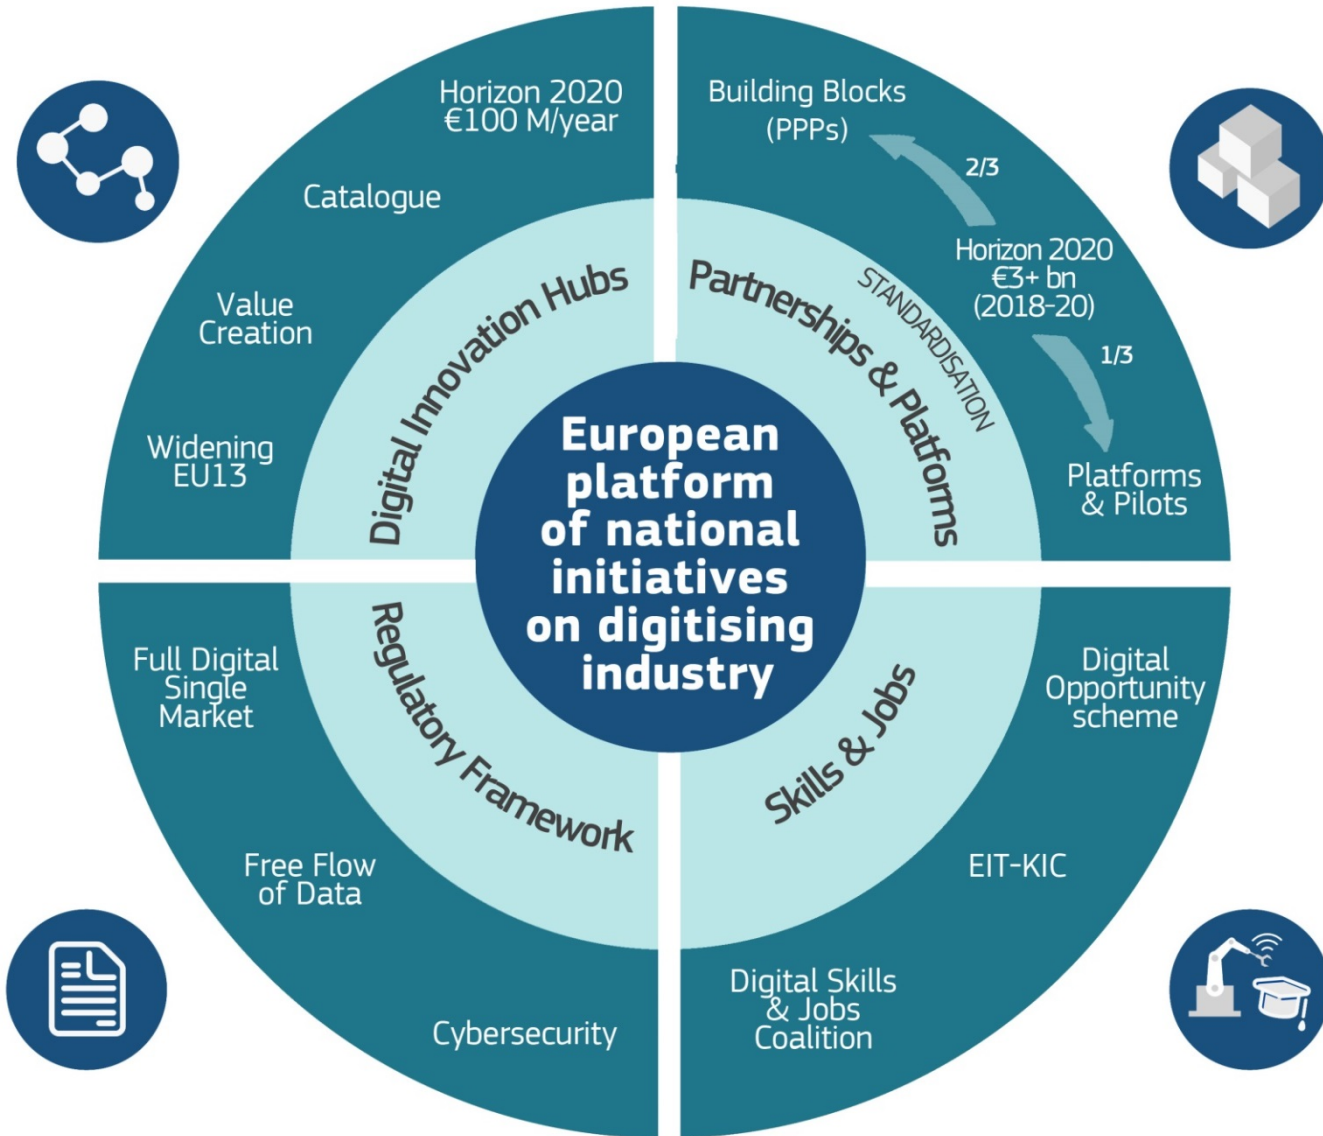 European
platform
of national
initiatives
on digitising
industry
Digital Innovation Hubs
Horizon 2020
€100 M/year
Catalogue
Value
Creation
Widening
EU13
Partnerships & Platforms
STANDARDISATION
Building Blocks
(PPPs)
2/3
Horizon 2020
€3+ bn
(2018-20)
1/3
Platforms
& Pilots
Regulatory Framework
Full Digital
Single
Market
Free Flow
of Data
Cybersecurity
Skills & Jobs
Digital
Opportunity
scheme
EIT-KIC
Digital Skills
& Jobs
Coalition